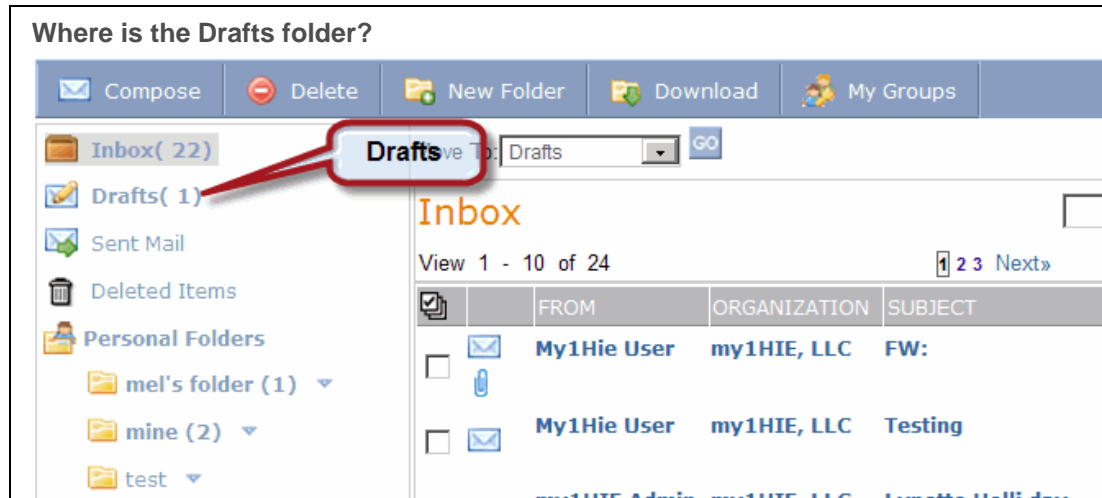 Where is the Drafts folder?
Compose Delete New Folder Download My Groups
Inbox( 22)
Drafts
To: Drafts GO
Drafts( 1)
Sent Mail
Deleted Items
Personal Folders
mel's folder (1)
mine (2)
test
Inbox
View 1 - 10 of 24 1 2 3 Next»
FROM ORGANIZATION SUBJECT
My1Hie User my1HIE, LLC FW:
My1Hie User my1HIE, LLC Testing